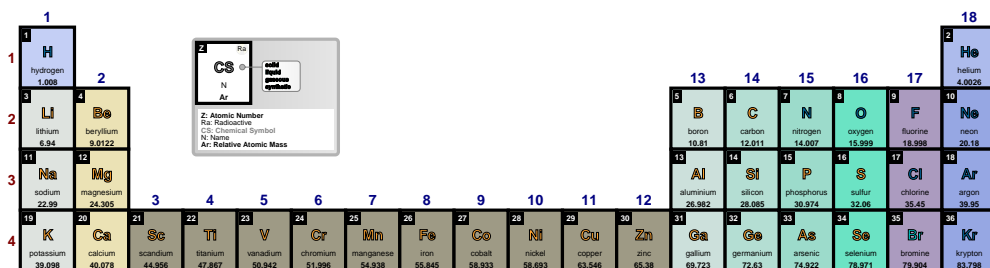 1
18
1
H
hydrogen
1.008
2
He
helium
4.0026
1
Z
Ra
CS
N
Ar
solid
liquid
gaseous
synthetic
Z: Atomic Number
Ra: Radioactive
CS: Chemical Symbol
N: Name
Ar: Relative Atomic Mass
2
13
14
15
16
17
2
3
Li
lithium
6.94
4
Be
beryllium
9.0122
5
B
boron
10.81
6
C
carbon
12.011
7
N
nitrogen
14.007
8
O
oxygen
15.999
9
F
fluorine
18.998
10
Ne
neon
20.18
3
11
Na
sodium
22.99
12
Mg
magnesium
24.305
13
Al
aluminium
26.982
14
Si
silicon
28.085
15
P
phosphorus
30.974
16
S
sulfur
32.06
17
Cl
chlorine
35.45
18
Ar
argon
39.95
3
4
5
6
7
8
9
10
11
12
4
19
K
potassium
39.098
20
Ca
calcium
40.078
21
Sc
scandium
44.956
22
Ti
titanium
47.867
23
V
vanadium
50.942
24
Cr
chromium
51.996
25
Mn
manganese
54.938
26
Fe
iron
55.845
27
Co
cobalt
58.933
28
Ni
nickel
58.693
29
Cu
copper
63.546
30
Zn
zinc
65.38
31
Ga
gallium
69.723
32
Ge
germanium
72.63
33
As
arsenic
74.922
34
Se
selenium
78.971
35
Br
bromine
79.904
36
Kr
krypton
83.798